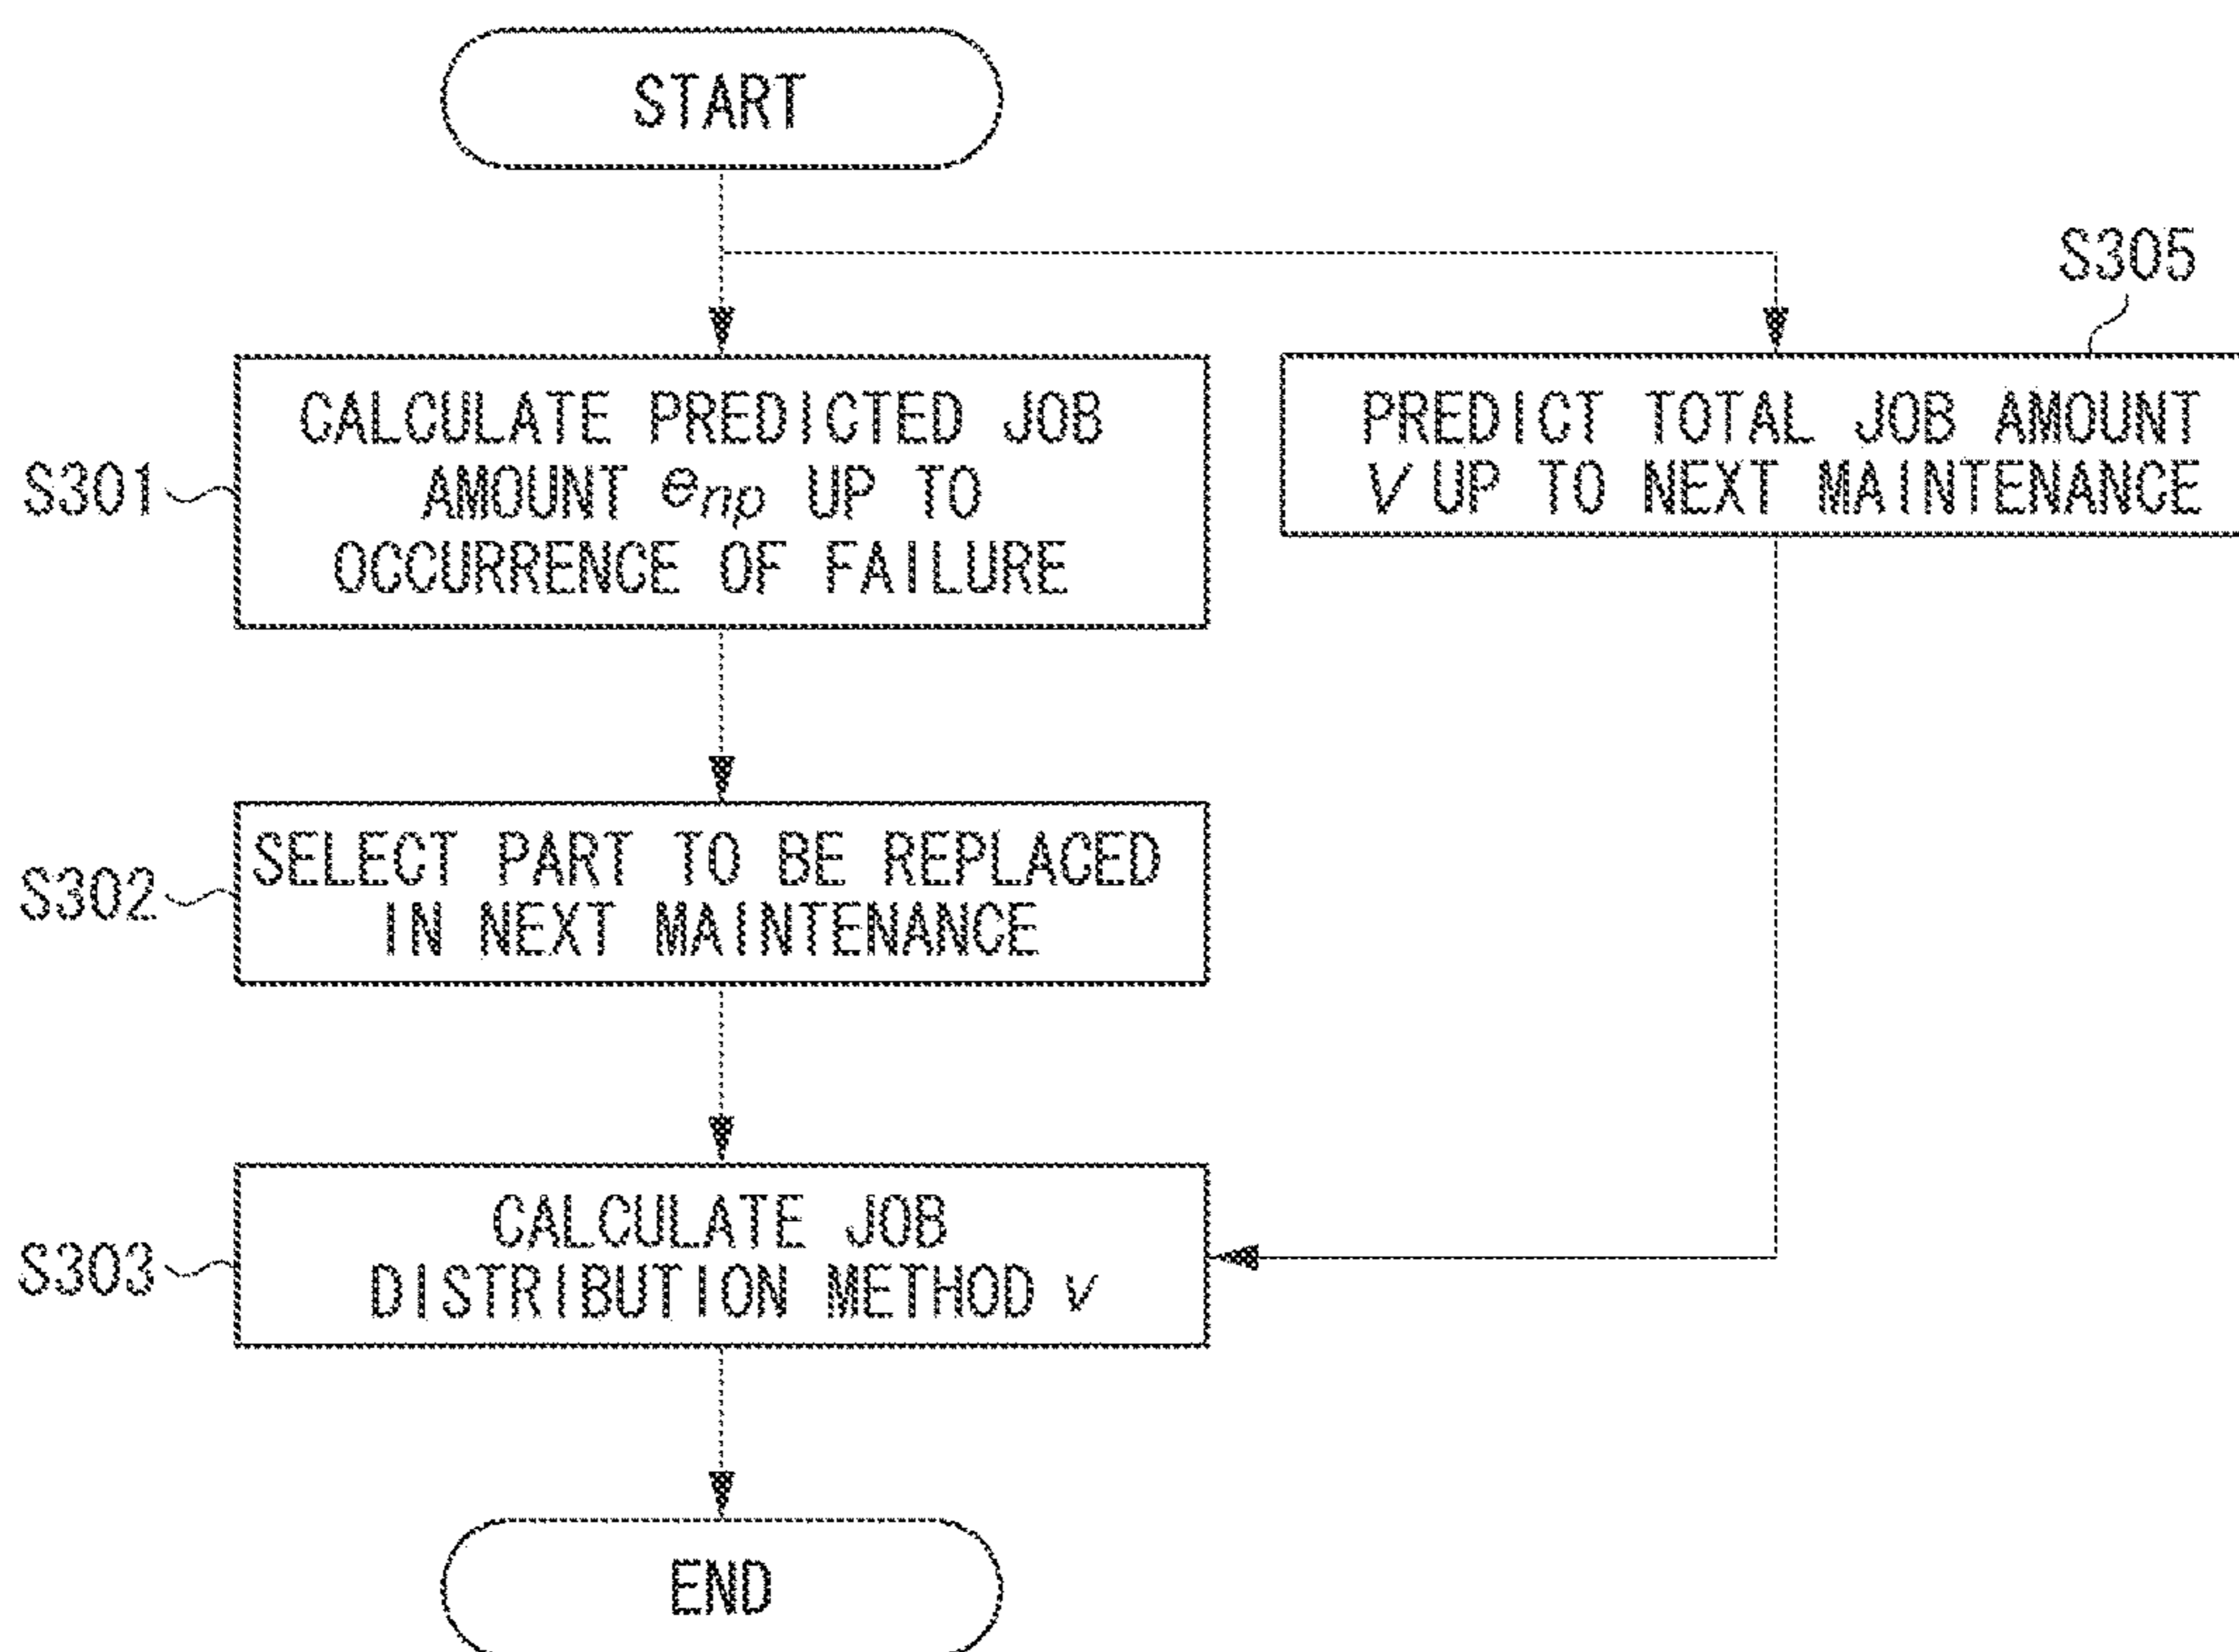 START
S305
S301
CALCULATE PREDICTED JOB
AMOUNT enp UP TO
OCCURRENCE OF FAILURE
PREDICT TOTAL JOB AMOUNT
V UP TO NEXT MAINTENANCE
S302
SELECT PART TO BE REPLACED
IN NEXT MAINTENANCE
S303
CALCULATE JOB
DISTRIBUTION METHOD v
END